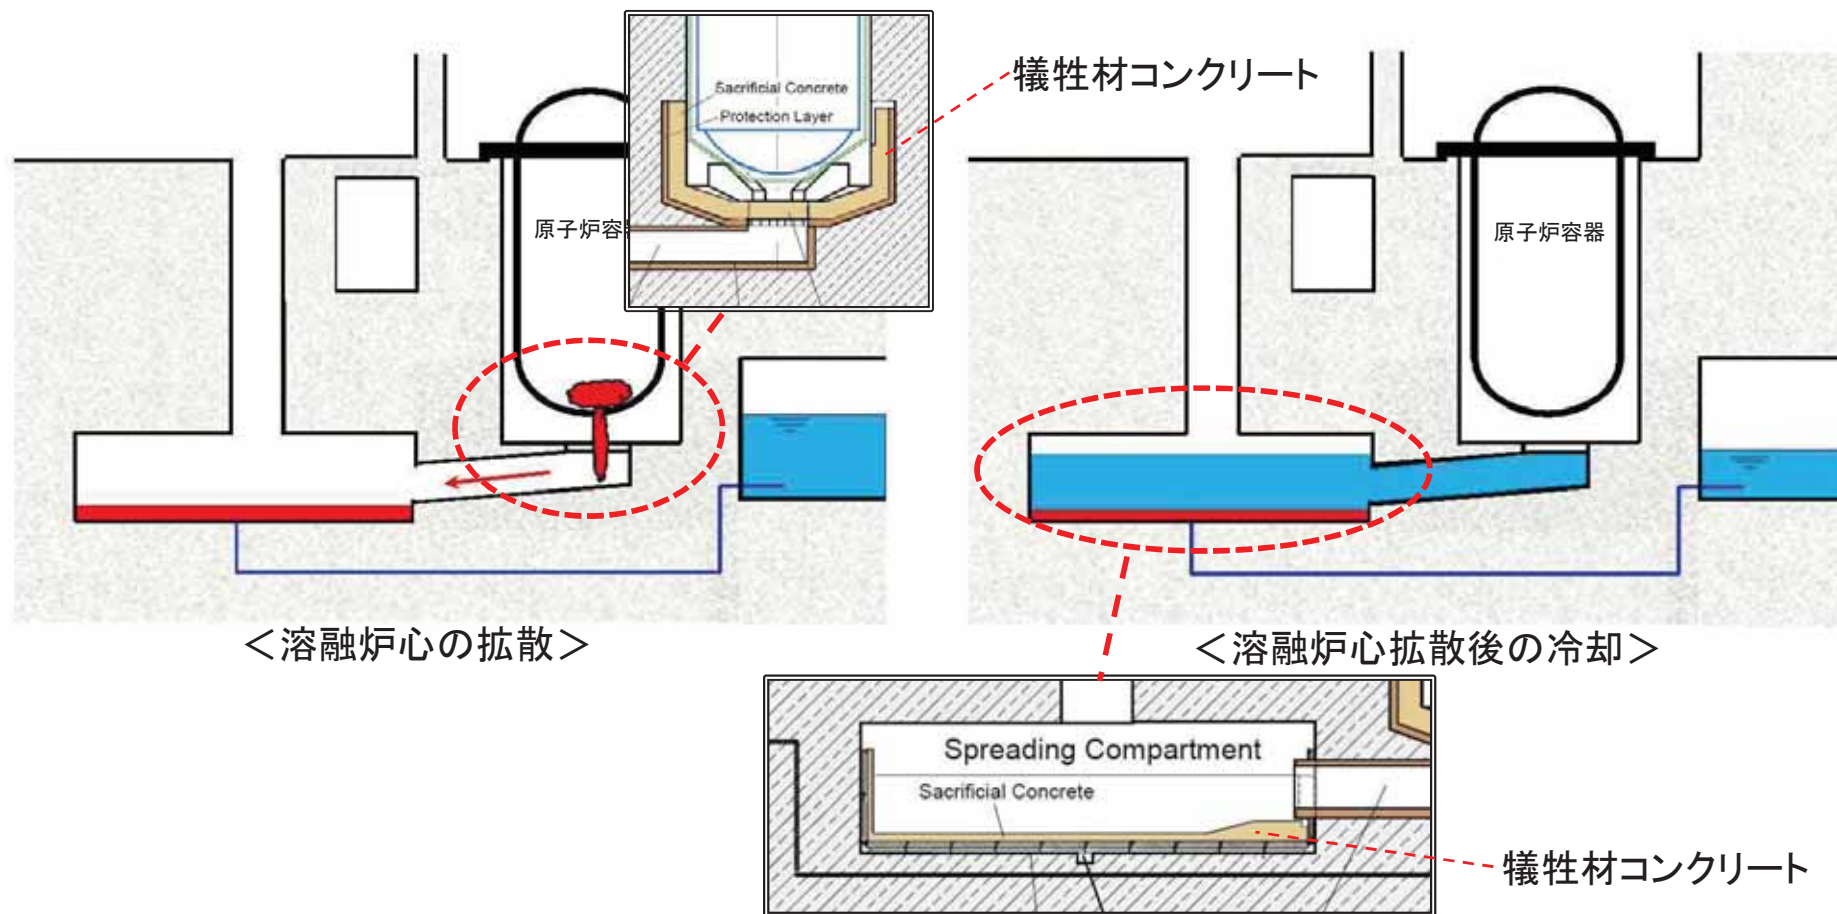 Sacrificial Concrete
Protection Layer
犠牲材コンクリート
原子炉容
原子炉容器
＜溶融炉心の拡散＞
＜溶融炉心拡散後の冷却＞
Spreading Compartment
Sacrificial Concrete
犠牲材コンクリート